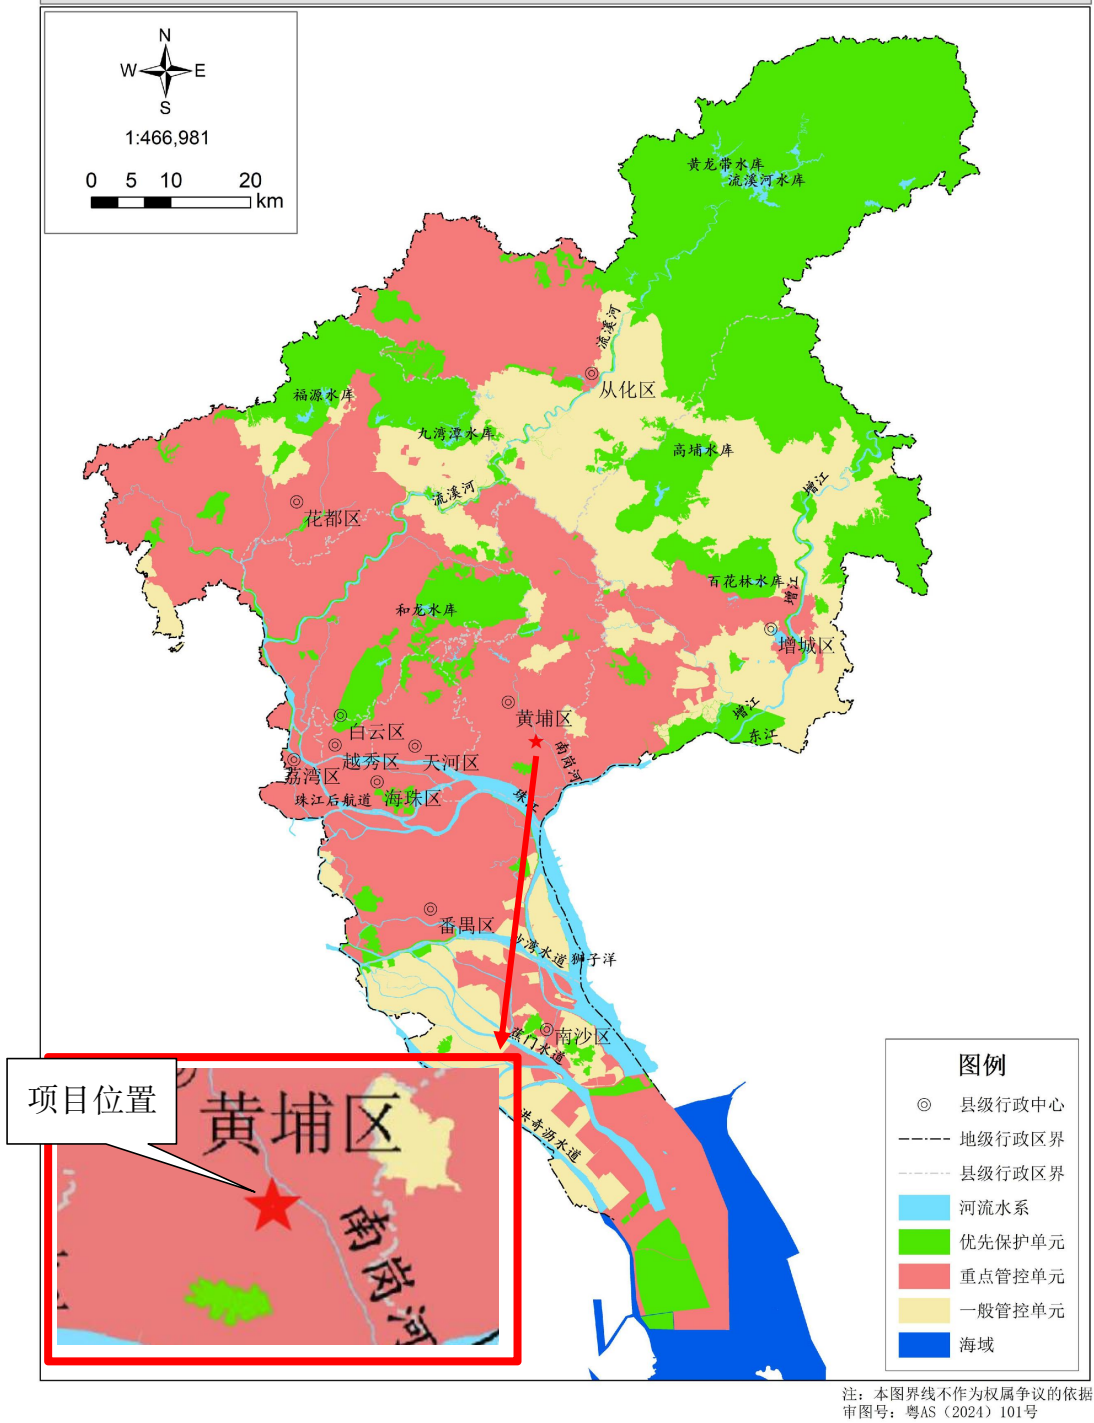 N
W E
S
1:466,981
0 5 10 20
km
黄龙带水库
流溪河水库
流溪河
从化区
福源水库
九湾潭水库
高埔水库
流溪河
增江
花都区
百花林水库
增江
和龙水库
增城区
增江
黄埔区
白云区
东江
南岗河
越秀区
天河区
荔湾区
海珠区
珠江后航道
珠江
番禺区
沙湾水道
狮子洋
南沙区
蕉门水道
洪奇沥水道
项目位置
黄埔区
南岗河
图例
县级行政中心
地级行政区界
县级行政区界
河流水系
优先保护单元
重点管控单元
一般管控单元
海域
注：本图界线不作为权属争议的依据
审图号：粤AS（2024）101号